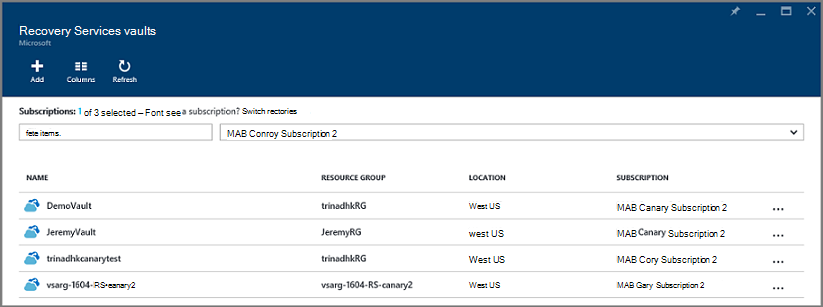 Recovery Services vaults
Microsoft
Add Columns Refresh
Subscriptions: 1 of 3 selected – Font see a subscription? Switch rectories
fete items.
MAB Conroy Subscription 2
NAME RESOURCE GROUP LOCATION SUBSCRIPTION
DemoVault trinadhkRG West US MAB Canary Subscription 2 ...
JeremyVault JeremyRG west US MAB Canary Subscription 2 ...
trinadhkcanarytest trinadhkRG West US MAB Cory Subscription 2 ...
vsarg-1604-RS•eanary2 vsarg-1604-RS-canary2 West US MAB Gary Subscription 2 ...